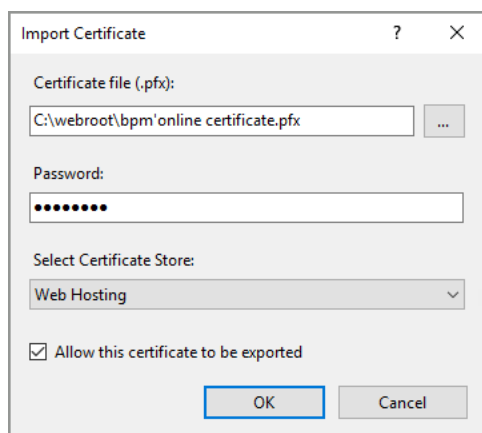 Import Certificate ?
Certificate file (.pfx):
C:\webroot\bpm'online certificate.pfx ...
Password:
●●●●●●●●
Select Certificate Store:
Web Hosting
Allow this certificate to be exported
OK Cancel